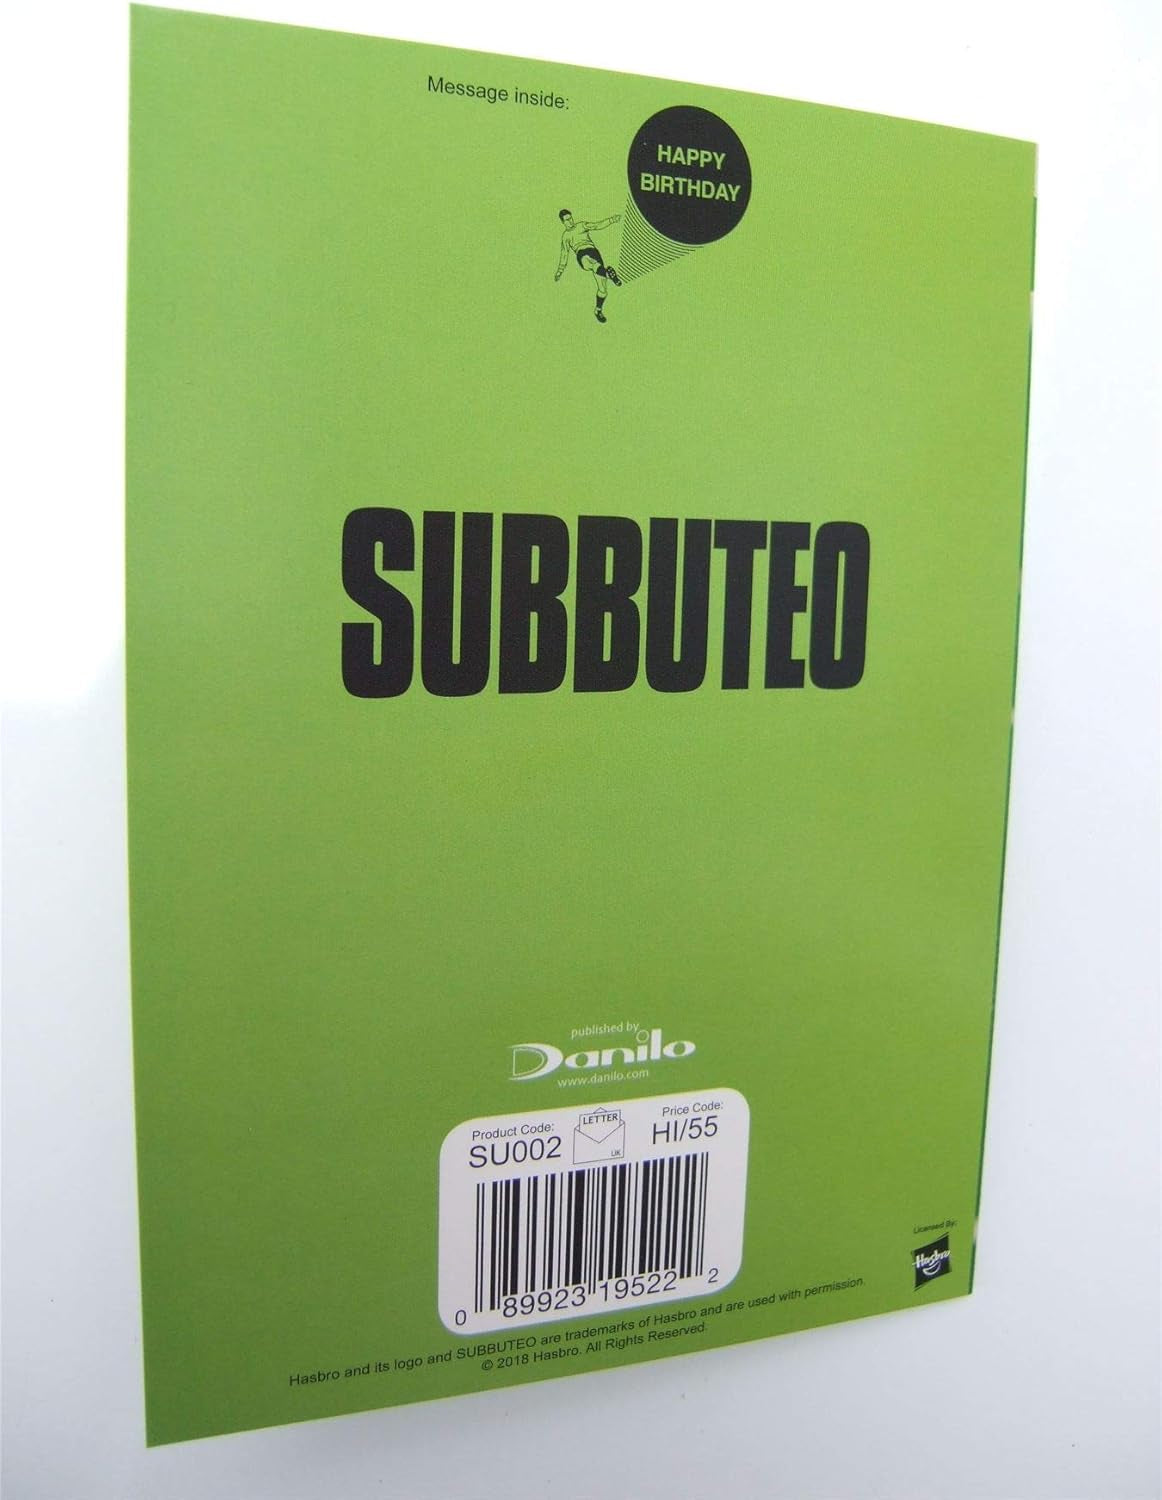 Message inside:
HAPPY
BIRTHDAY
SUBBUTEO
published by
Danilo
www.danilo.com
Product Code:
SU002
LETTER
UK
Price Code:
HI/55
0 89923 19522 2
Licensed By:
Hasbro
Hasbro and its logo and SUBBUTEO are trademarks of Hasbro and are used with permission.
© 2018 Hasbro. All Rights Reserved.